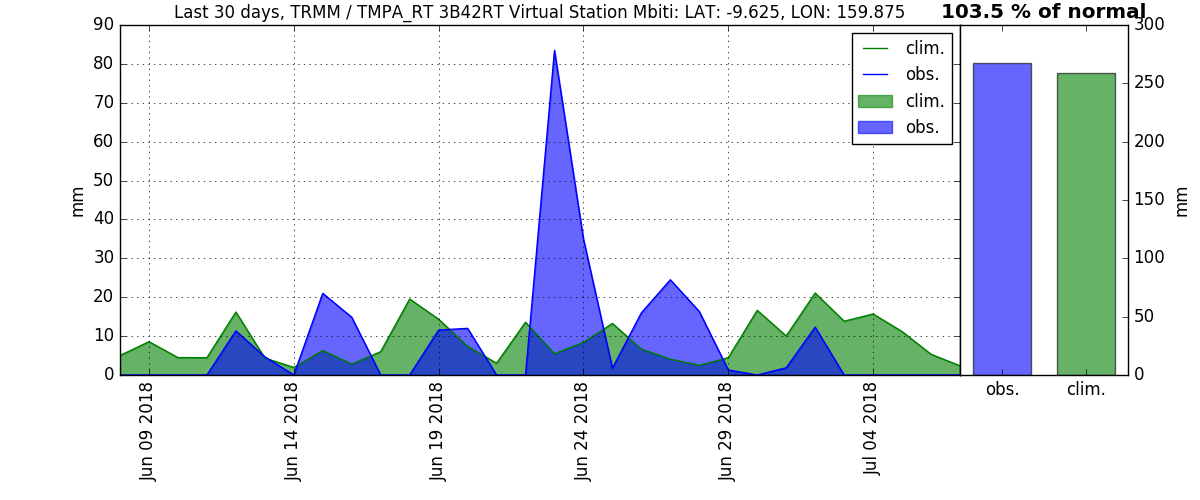 Last 30 days, TRMM / TMPA_RT 3B42RT Virtual Station Mbiti: LAT: -9.625, LON: 159.875
103.5 % of normal
90
80
70
60
50
40
30
20
10
0
mm
clim.
obs.
clim.
obs.
Jun 09 2018
Jun 14 2018
Jun 19 2018
Jun 24 2018
Jun 29 2018
Jul 04 2018
300
250
200
150
100
50
0
mm
obs.
clim.